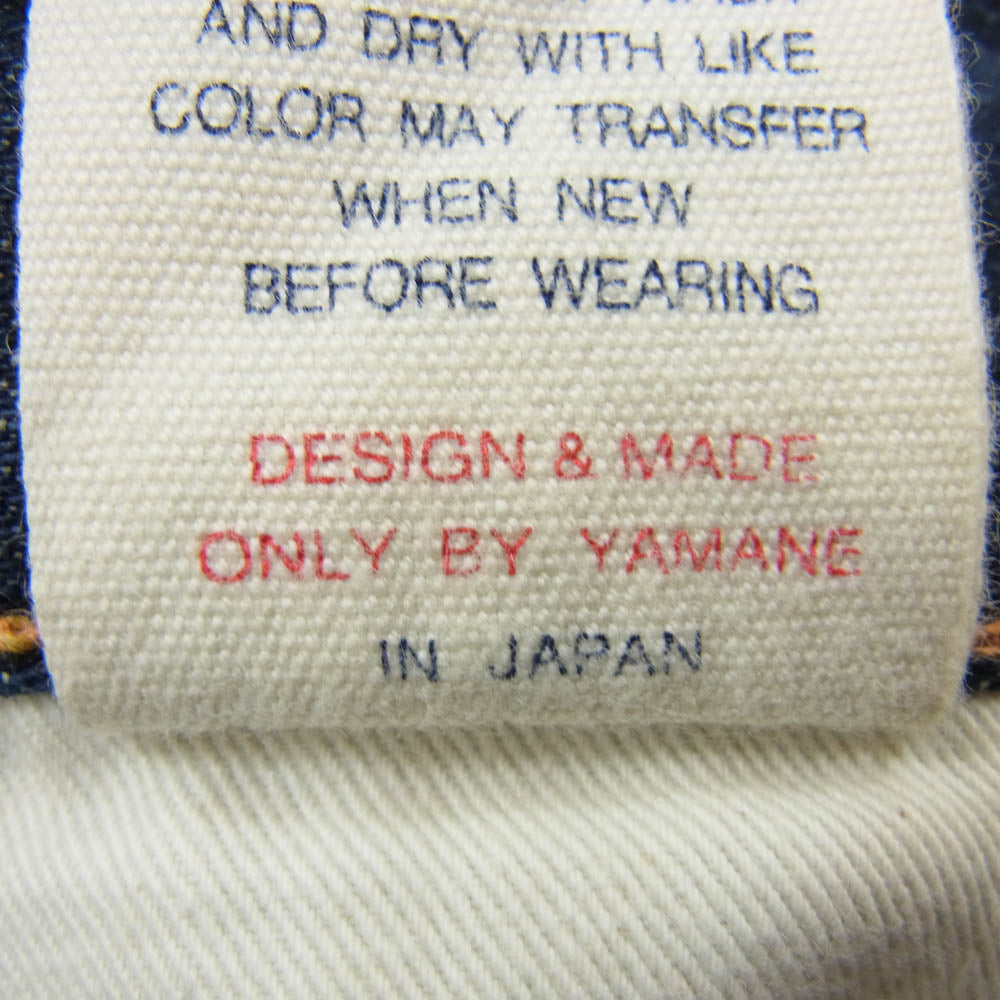 AND DRY WITH LIKE
COLOR MAY TRANSFER
WHEN NEW
BEFORE WEARING
DESIGN & MADE
ONLY BY YAMANE
IN JAPAN